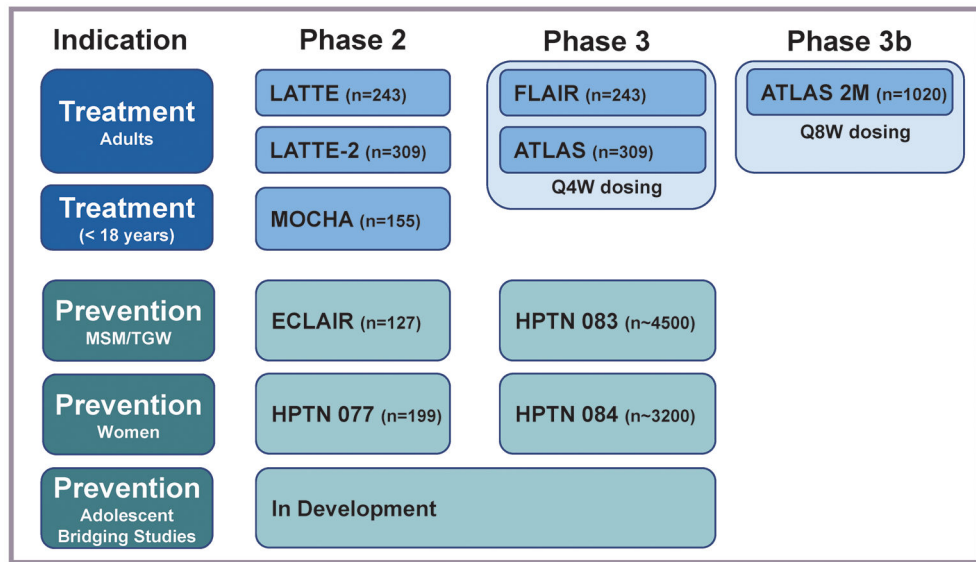 Indication
Phase 2
Phase 3
Phase 3b
Treatment
Adults
LATTE (n=243)
FLAIR (n=243)
ATLAS 2M (n=1020)
Q8W dosing
LATTE-2 (n=309)
ATLAS (n=309)
Q4W dosing
Treatment
(< 18 years)
MOCHA (n=155)
Prevention
MSM/TGW
ECLAIR (n=127)
HPTN 083 (n~4500)
Prevention
Women
HPTN 077 (n=199)
HPTN 084 (n~3200)
Prevention
Adolescent
Bridging Studies
In Development